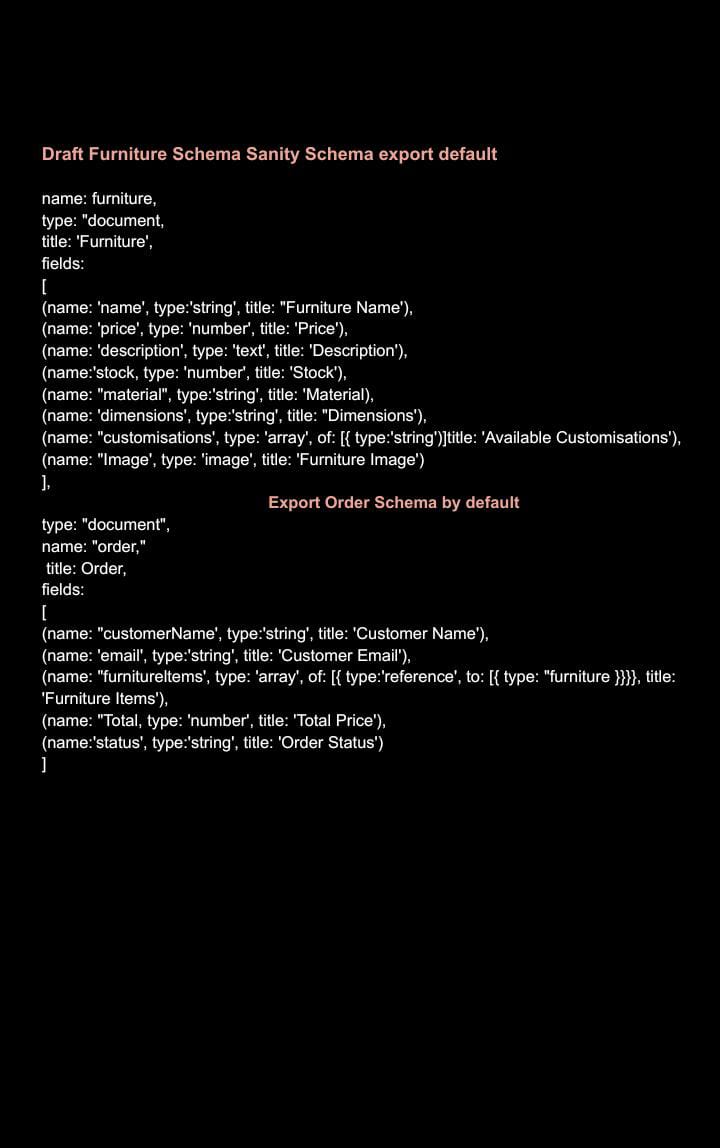 Draft Furniture Schema Sanity Schema export default
name: furniture,
type: "document,
title: 'Furniture',
fields:
[
(name: 'name', type:'string', title: "Furniture Name'),
(name: 'price', type: 'number', title: 'Price'),
(name: 'description', type: 'text', title: 'Description'),
(name:'stock, type: 'number', title: 'Stock'),
(name: "material", type:'string', title: 'Material),
(name: 'dimensions', type:'string', title: "Dimensions'),
(name: "customisations', type: 'array', of: [{ type:'string')]title: 'Available Customisations'),
(name: "Image', type: 'image', title: 'Furniture Image')
],
Export Order Schema by default
type: "document",
name: "order,"
title: Order,
fields:
[
(name: "customerName', type:'string', title: 'Customer Name'),
(name: 'email', type:'string', title: 'Customer Email'),
(name: "furnitureItems', type: 'array', of: [{ type:'reference', to: [{ type: "furniture }}}}, title:
'Furniture Items'),
(name: "Total, type: 'number', title: 'Total Price'),
(name:'status', type:'string', title: 'Order Status')
]